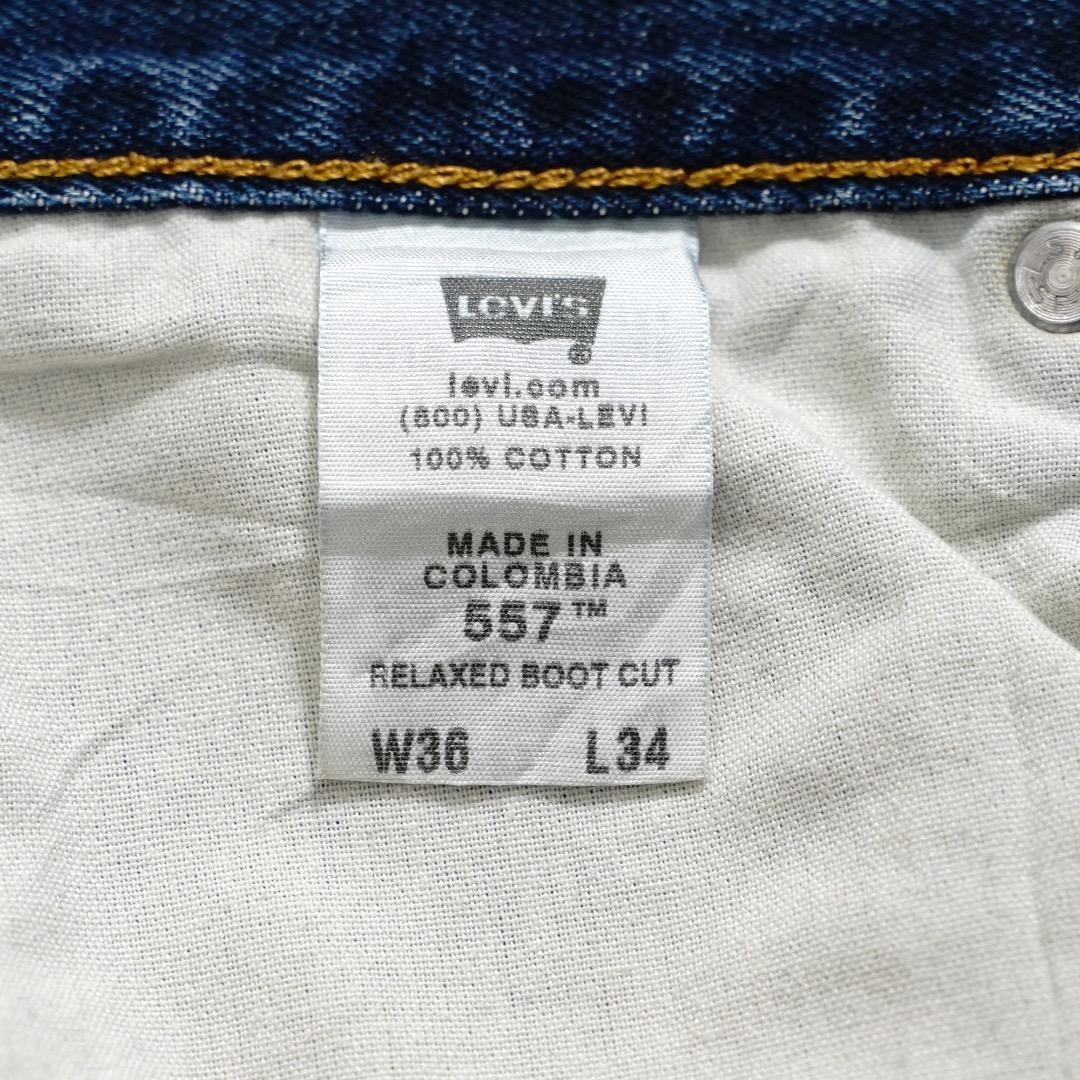 LEVI'S
®
levi.com
(800) USA-LEVI
100% COTTON
MADE IN
COLOMBIA
557™
RELAXED BOOT CUT
W36 L34